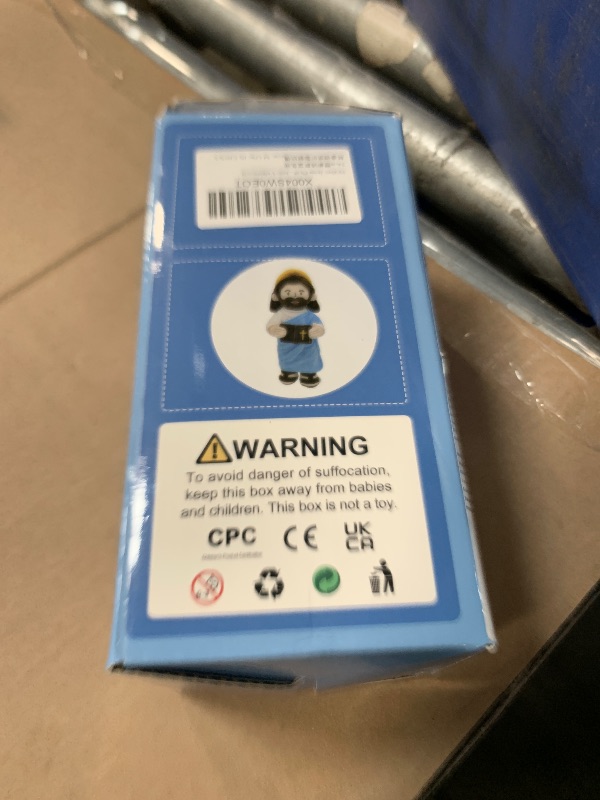 X004SW0EOT
WARNING
To avoid danger of suffocation,
keep this box away from babies
and children. This box is not a toy.
CPC
CE
UK
CA